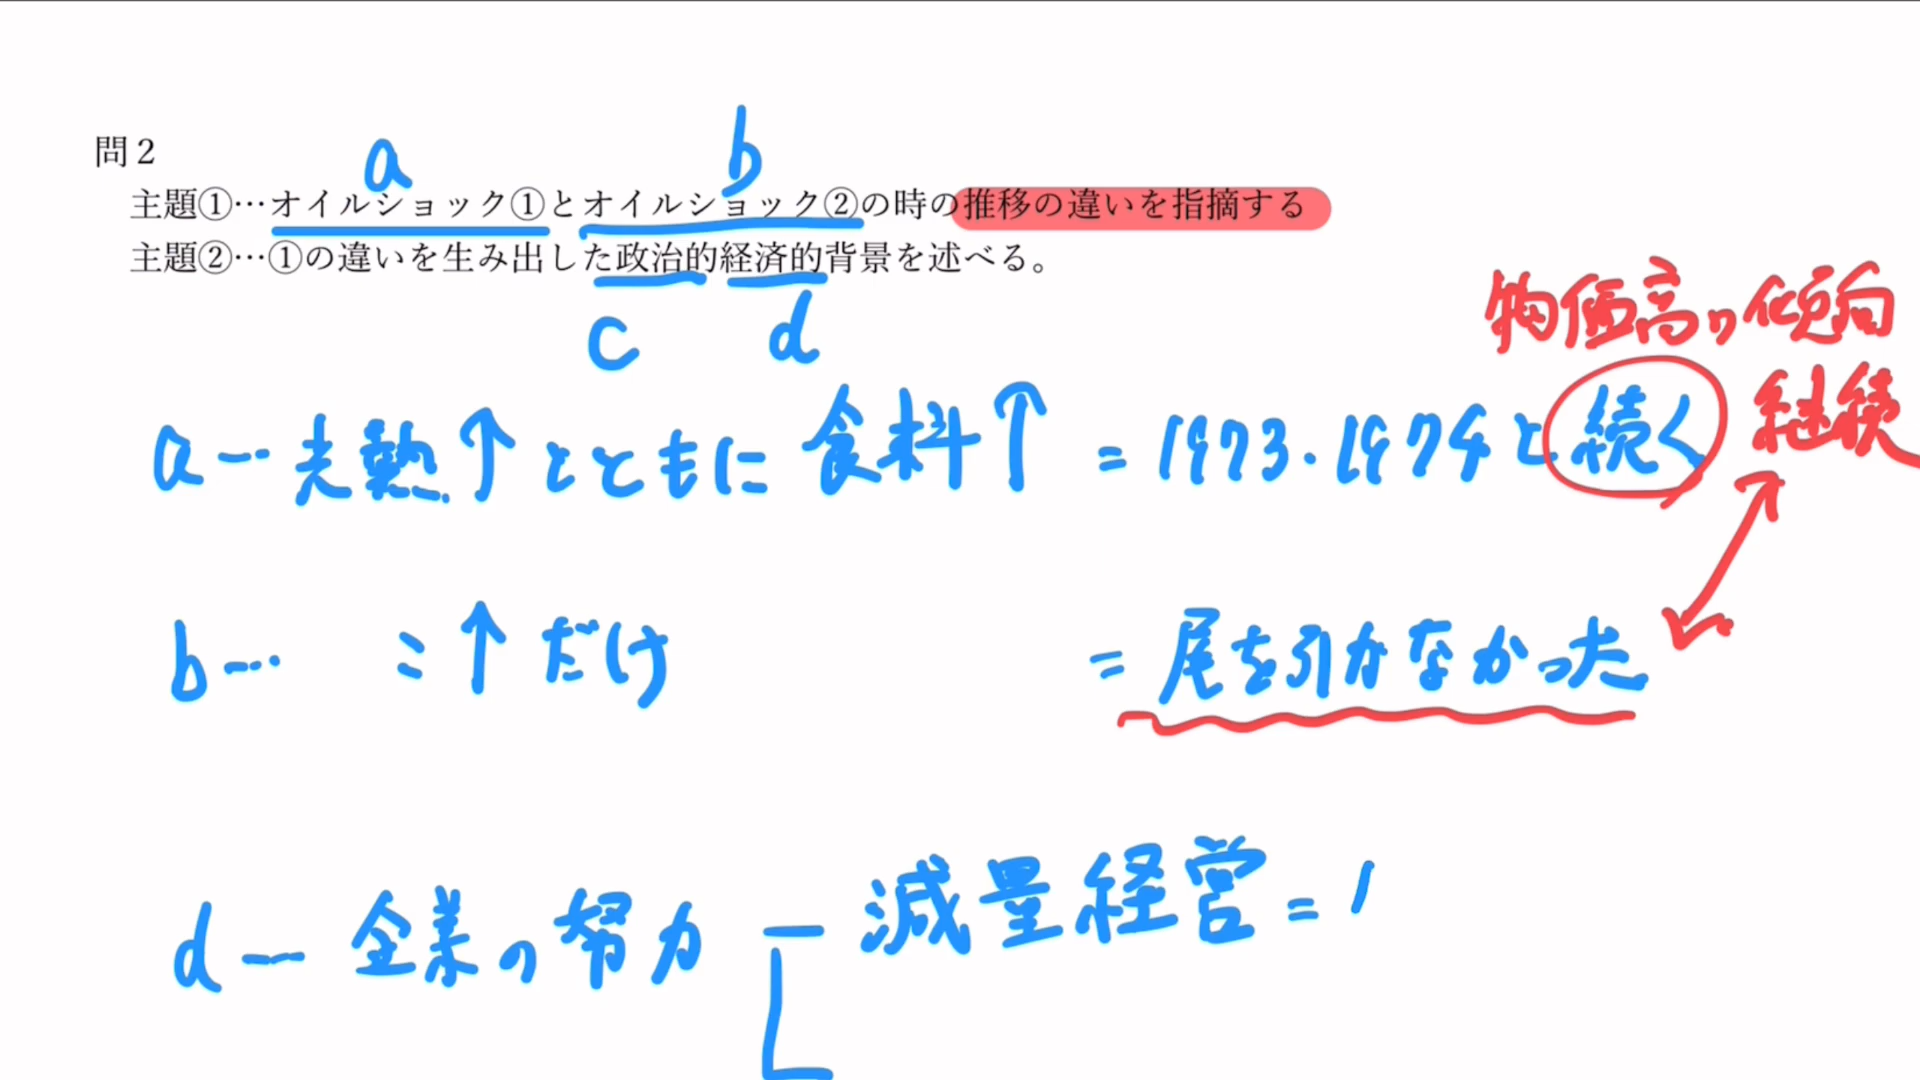 問２
a b
主題①…オイルショック①とオイルショック②の時の推移の違いを指摘する
主題②…①の違いを生み出した政治的経済的背景を述べる。
c d
物価高の傾向
継続
a… 光熱↑とともに食料↑ = 1973・1974と続く
b… 〃↑だけ = 尾を引かなかった
d… 企業の努力 減量経営 =